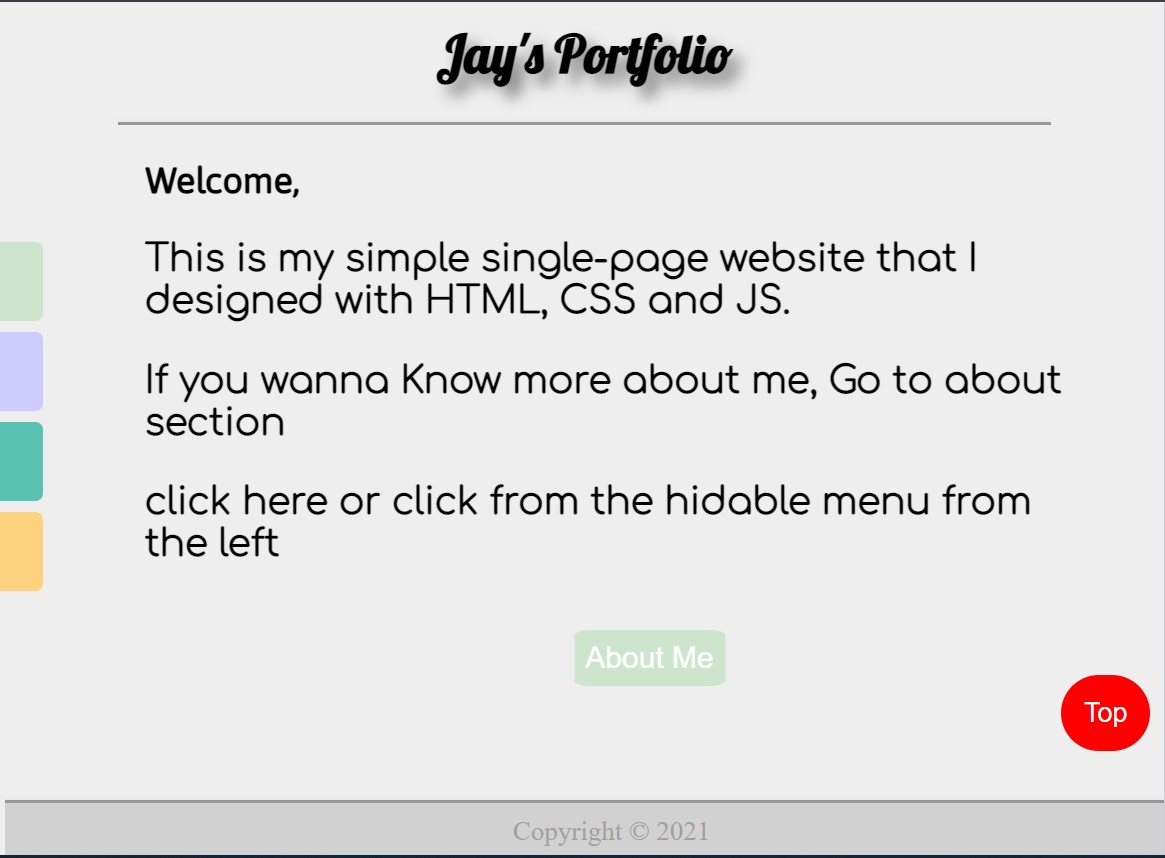 Jay's Portfolio
Welcome,
This is my simple single-page website that I
designed with HTML, CSS and JS.
If you wanna Know more about me, Go to about
section
click here or click from the hidable menu from
the left
About Me
Top
Copyright © 2021